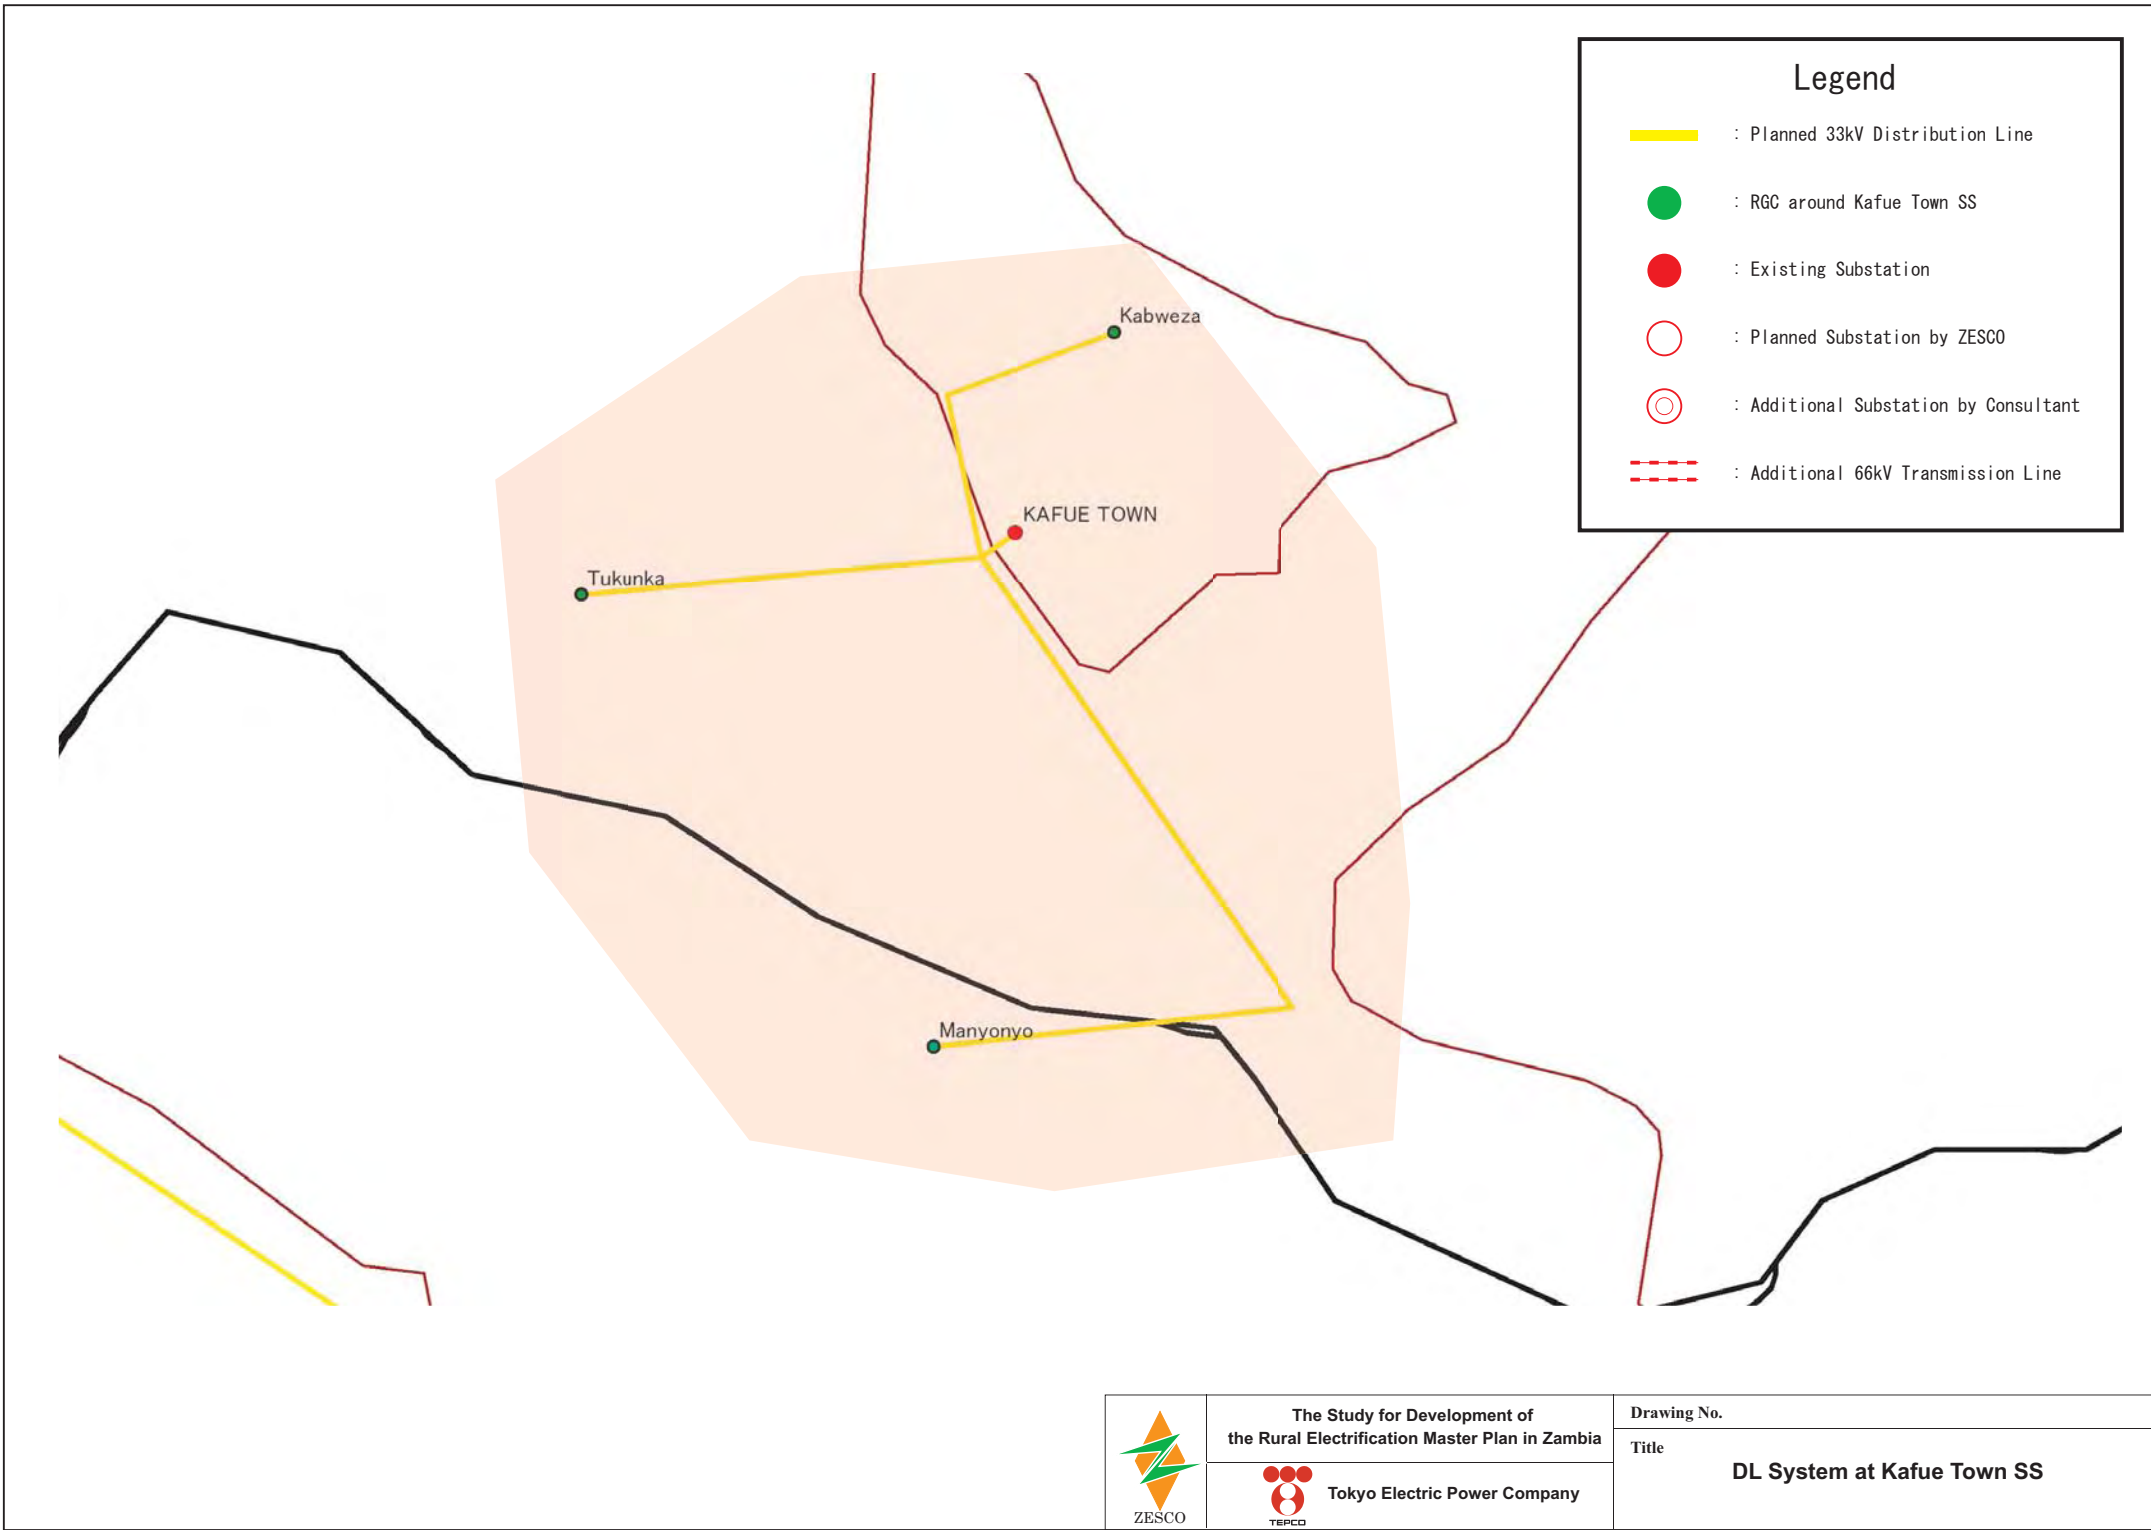 Legend
: Planned 33kV Distribution Line
: RGC around Kafue Town SS
: Existing Substation
: Planned Substation by ZESCO
: Additional Substation by Consultant
: Additional 66kV Transmission Line
Kabweza
KAFUE TOWN
Tukunka
Manyonyo
ZESCO
The Study for Development of
the Rural Electrification Master Plan in Zambia
TEPCO
Tokyo Electric Power Company
Drawing No.
Title
DL System at Kafue Town SS